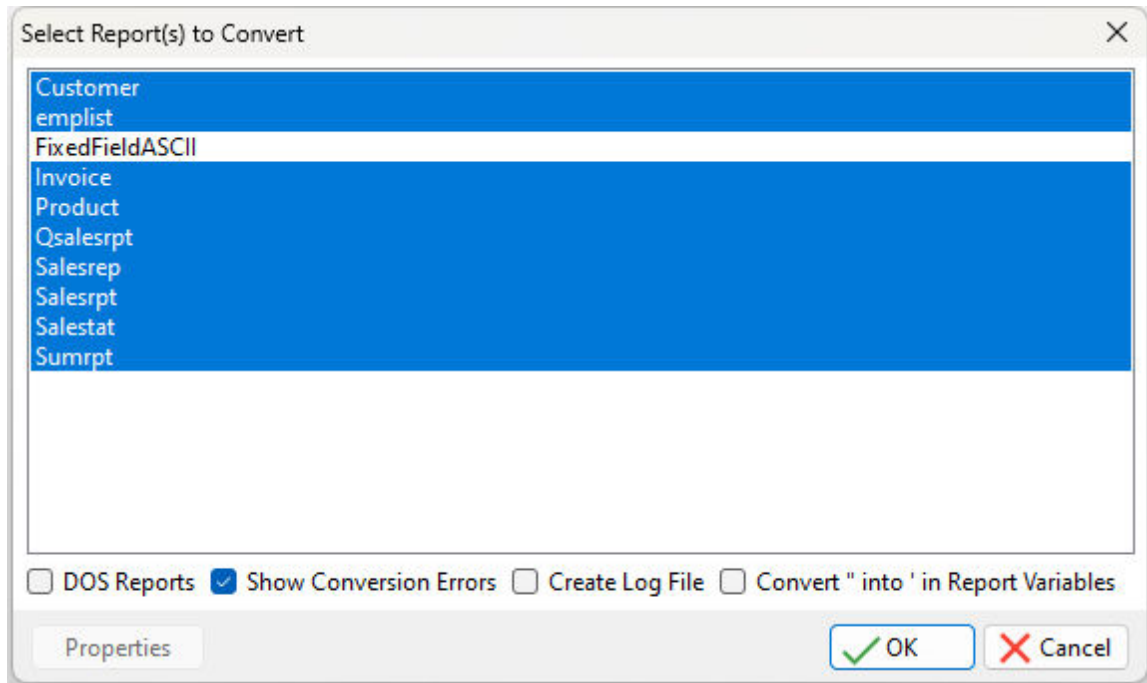 Select Report(s) to Convert
Customer
emplist
FixedFieldASCII
Invoice
Product
Qsalesrpt
Salesrep
Salesrpt
Salestat
Sumrpt
DOS Reports Show Conversion Errors Create Log File Convert " into ' in Report Variables
Properties OK Cancel